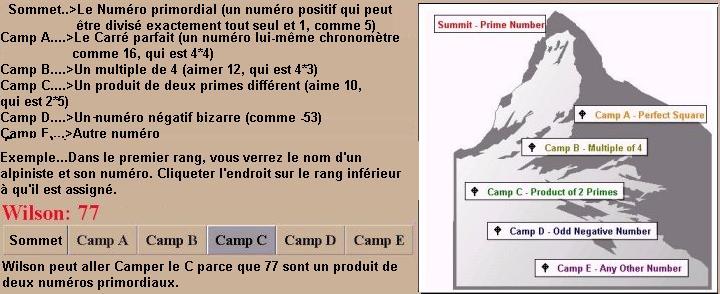 Summit..>Le Numéro primordial (un numéro positif qui peut
être divisé exactement tout seul et 1, comme 5)
Camp A....>Le Carré parfait (un numéro lui-même chronomètre
comme 16, qui est 4*4)
Camp B....>Un multiple de 4 (aimer 12, qui est 4*3)
Camp C....>Un produit de deux primes différent (aime 10,
qui est 2*5)
Camp D....>Un numéro négatif bizarre (comme -53)
Camp E....>Autre numéro
Exemple...Dans le premier rang, vous verrez le nom d'un
alpiniste et son numéro. Cliqueter l'endroit sur le rang inférieur
à qu'il est assigné.
Wilson: 77
Sommet Camp A Camp B Camp C Camp D Camp E
Wilson peut aller Camper le C parce que 77 sont un produit de
deux numéros primordiaux.
Summit - Prime Number
Camp A - Perfect Square
Camp B - Multiple of 4
Camp C - Product of 2 Primes
Camp D - Odd Negative Number
Camp E - Any Other Number